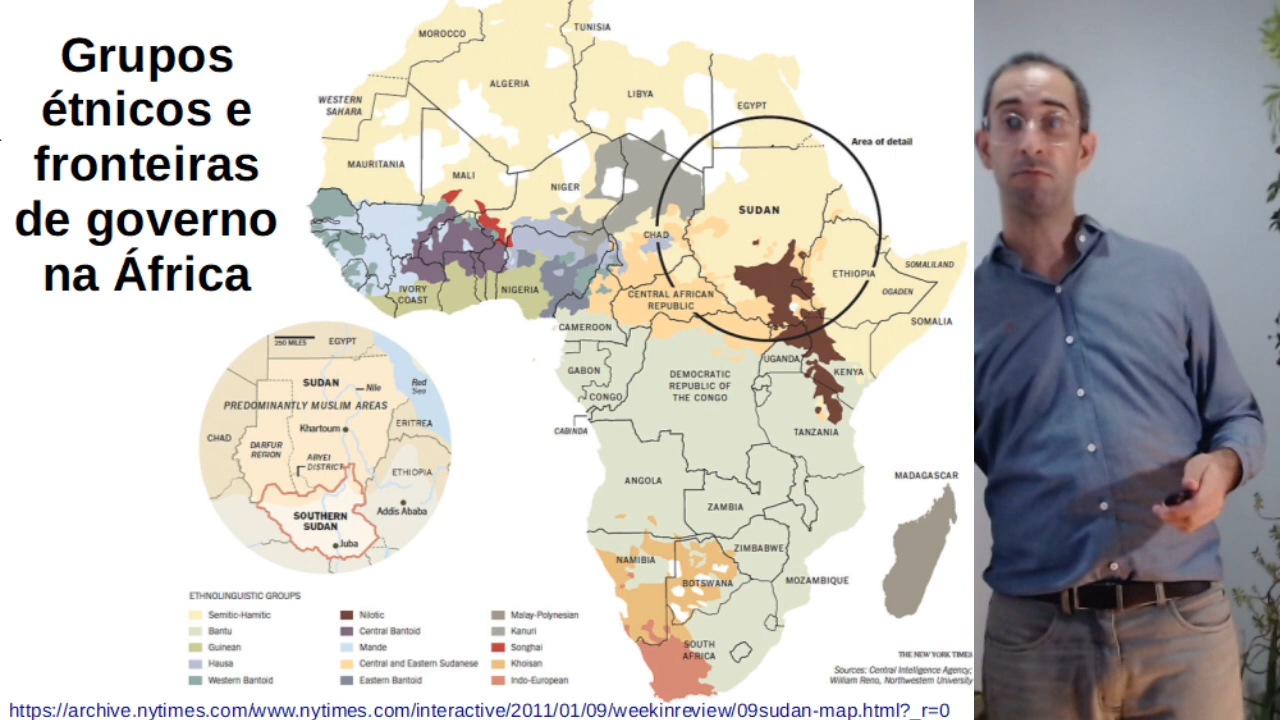 Grupos
étnicos e
fronteiras
de governo
na África
MOROCCO
TUNISIA
ALGERIA
LIBYA
EGYPT
WESTERN
SAHARA
Area of detail
MAURITANIA
MALI
NIGER
CHAD
SUDAN
ETHIOPIA
SOMALILAND
OGADEN
SOMALIA
IVORY
COAST
NIGERIA
CENTRAL AFRICAN
REPUBLIC
CAMEROON
UGANDA
KENYA
GABON
CONGO
DEMOCRATIC
REPUBLIC OF
THE CONGO
CABINDA
TANZANIA
ANGOLA
ZAMBIA
MADAGASCAR
NAMIBIA
ZIMBABWE
BOTSWANA
MOZAMBIQUE
SOUTH
AFRICA
250 MILES
EGYPT
SUDAN
Nile
Red
Sea
PREDOMINANTLY MUSLIM AREAS
Khartoum
ERITREA
CHAD
DARFUR
REGION
ABYEI
DISTRICT
ETHIOPIA
SOUTHERN
SUDAN
Addis Ababa
Juba
ETHNOLINGUISTIC GROUPS
Semitic-Hamitic
Bantu
Guinean
Hausa
Western Bantoid
Nilotic
Central Bantoid
Mande
Central and Eastern Sudanese
Eastern Bantoid
Malay-Polynesian
Kanuri
Songhai
Khoisan
Indo-European
THE NEW YORK TIMES
Sources: Central Intelligence Agency;
William Reno, Northwestern University
https://archive.nytimes.com/www.nytimes.com/interactive/2011/01/09/weekinreview/09sudan-map.html?_r=0